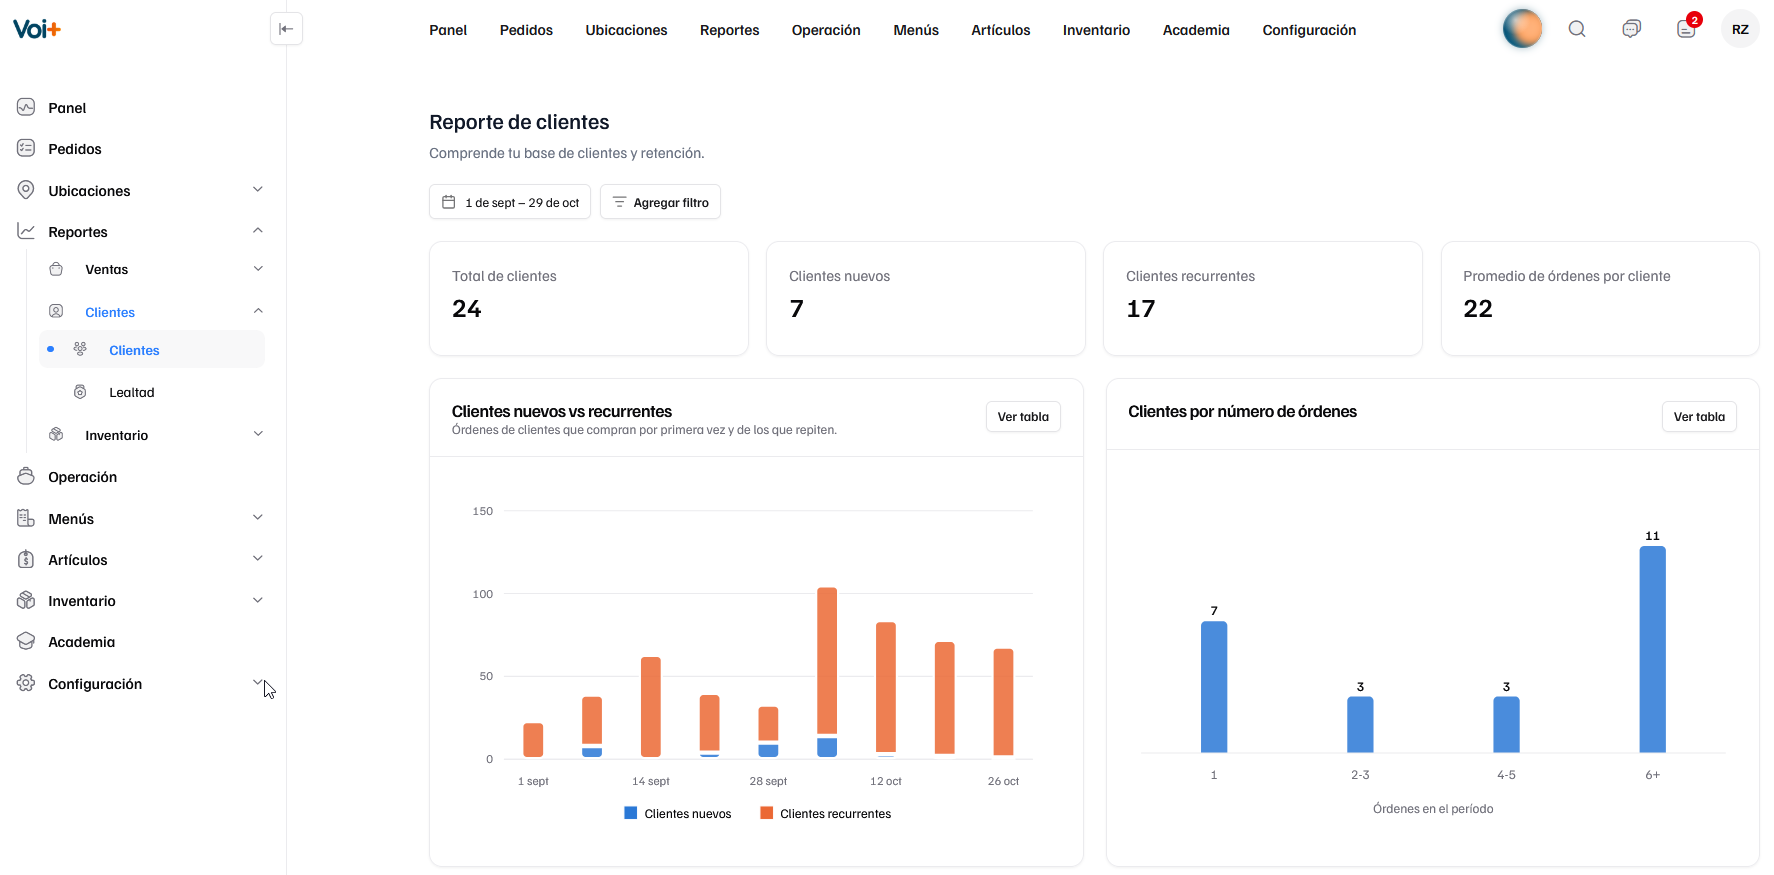 Voi+
Panel
Pedidos
Ubicaciones
Reportes
Operación
Menús
Artículos
Inventario
Academia
Configuración
2
RZ
Panel
Pedidos
Ubicaciones
Reportes
Ventas
Clientes
Clientes
Lealtad
Inventario
Operación
Menús
Artículos
Inventario
Academia
Configuración
Reporte de clientes
Comprende tu base de clientes y retención.
1 de sept – 29 de oct
Agregar filtro
Total de clientes
24
Clientes nuevos
7
Clientes recurrentes
17
Promedio de órdenes por cliente
22
Clientes nuevos vs recurrentes
Órdenes de clientes que compran por primera vez y de los que repiten.
Ver tabla
150
100
50
0
1 sept
14 sept
28 sept
12 oct
26 oct
Clientes nuevos
Clientes recurrentes
Clientes por número de órdenes
Ver tabla
7
3
3
11
1
2-3
4-5
6+
Órdenes en el período